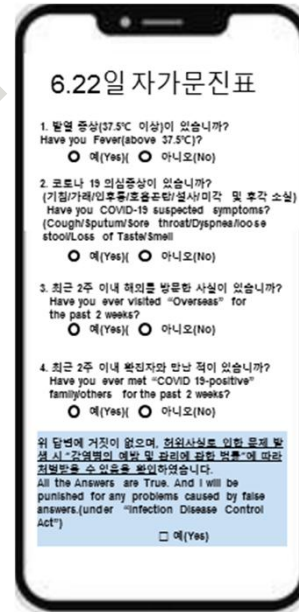 6.22일 자가문진표
1. 발열 증상(37.5℃ 이상)이 있습니까?
Have you Fever(above 37.5℃)?
O 예(Yes)( O 아니오(No)
2. 코로나 19 의심증상이 있습니까?
(기침/가래/인후통/호흡곤란/설사/미각 및 후각 소실)
Have you COVID-19 suspected symptoms?
(Cough/Sputum/Sore throat/Dyspnea/loose
stool/Loss of Taste/Smell
O 예(Yes)( O 아니오(No)
3. 최근 2주 이내 해외를 방문한 사실이 있습니까?
Have you ever visited “Overseas” for
the past 2 weeks?
O 예(Yes)( O 아니오(No)
4. 최근 2주 이내 확진자와 만난 적이 있습니까?
Have you ever met “COVID 19-positive”
family/others for the past 2 weeks?
O 예(Yes)( O 아니오(No)
위 답변에 거짓이 없으며, 허위사실로 인한 문제 발
생 시 “감염병의 예방 및 관리에 관한 법률”에 따라
처벌받을 수 있음을 확인하였습니다.
All the Answers are True. And I will be
punished for any problems caused by false
answers.(under “Infection Disease Control
Act”)
□ 예(Yes)